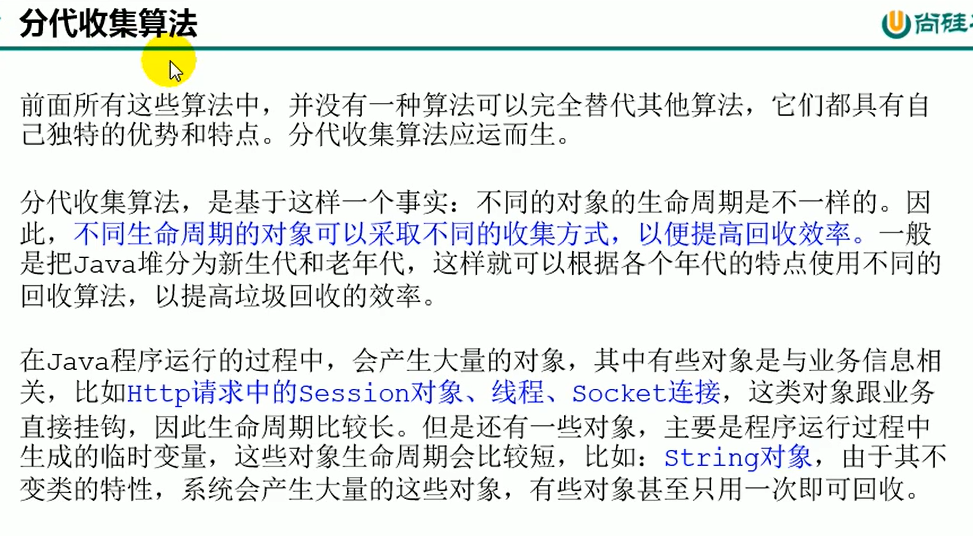 分代收集算法
尚硅
前面所有这些算法中，并没有一种算法可以完全替代其他算法，它们都具有自
己独特的优势和特点。分代收集算法应运而生。
分代收集算法，是基于这样一个事实：不同的对象的生命周期是不一样的。因
此，不同生命周期的对象可以采取不同的收集方式，以便提高回收效率。一般
是把Java堆分为新生代和老年代，这样就可以根据各个年代的特点使用不同的
回收算法，以提高垃圾回收的效率。
在Java程序运行的过程中，会产生大量的对象，其中有些对象是与业务信息相
关，比如Http请求中的Session对象、线程、Socket连接，这类对象跟业务
直接挂钩，因此生命周期比较长。但是还有一些对象，主要是程序运行过程中
生成的临时变量，这些对象生命周期会比较短，比如：String对象，由于其不
变类的特性，系统会产生大量的这些对象，有些对象甚至只用一次即可回收。